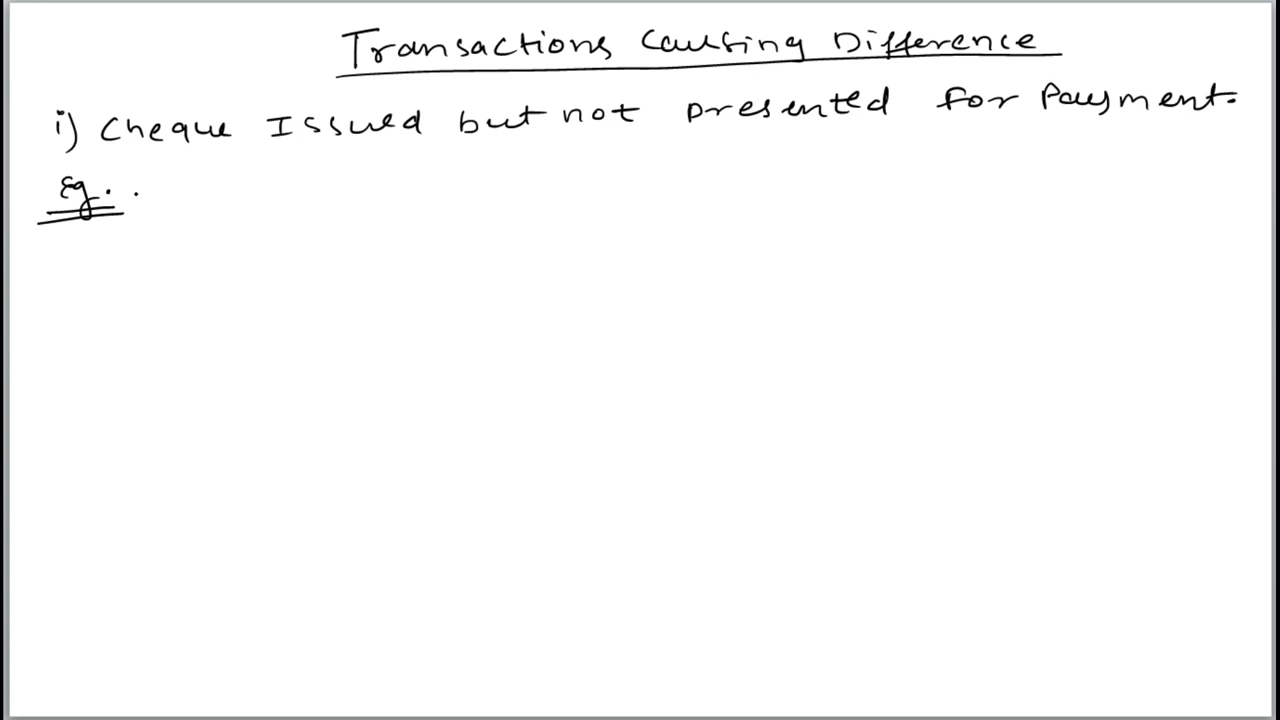 Transactions Causing Difference
i) Cheque Issued but not presented for Payment.
Eg. .